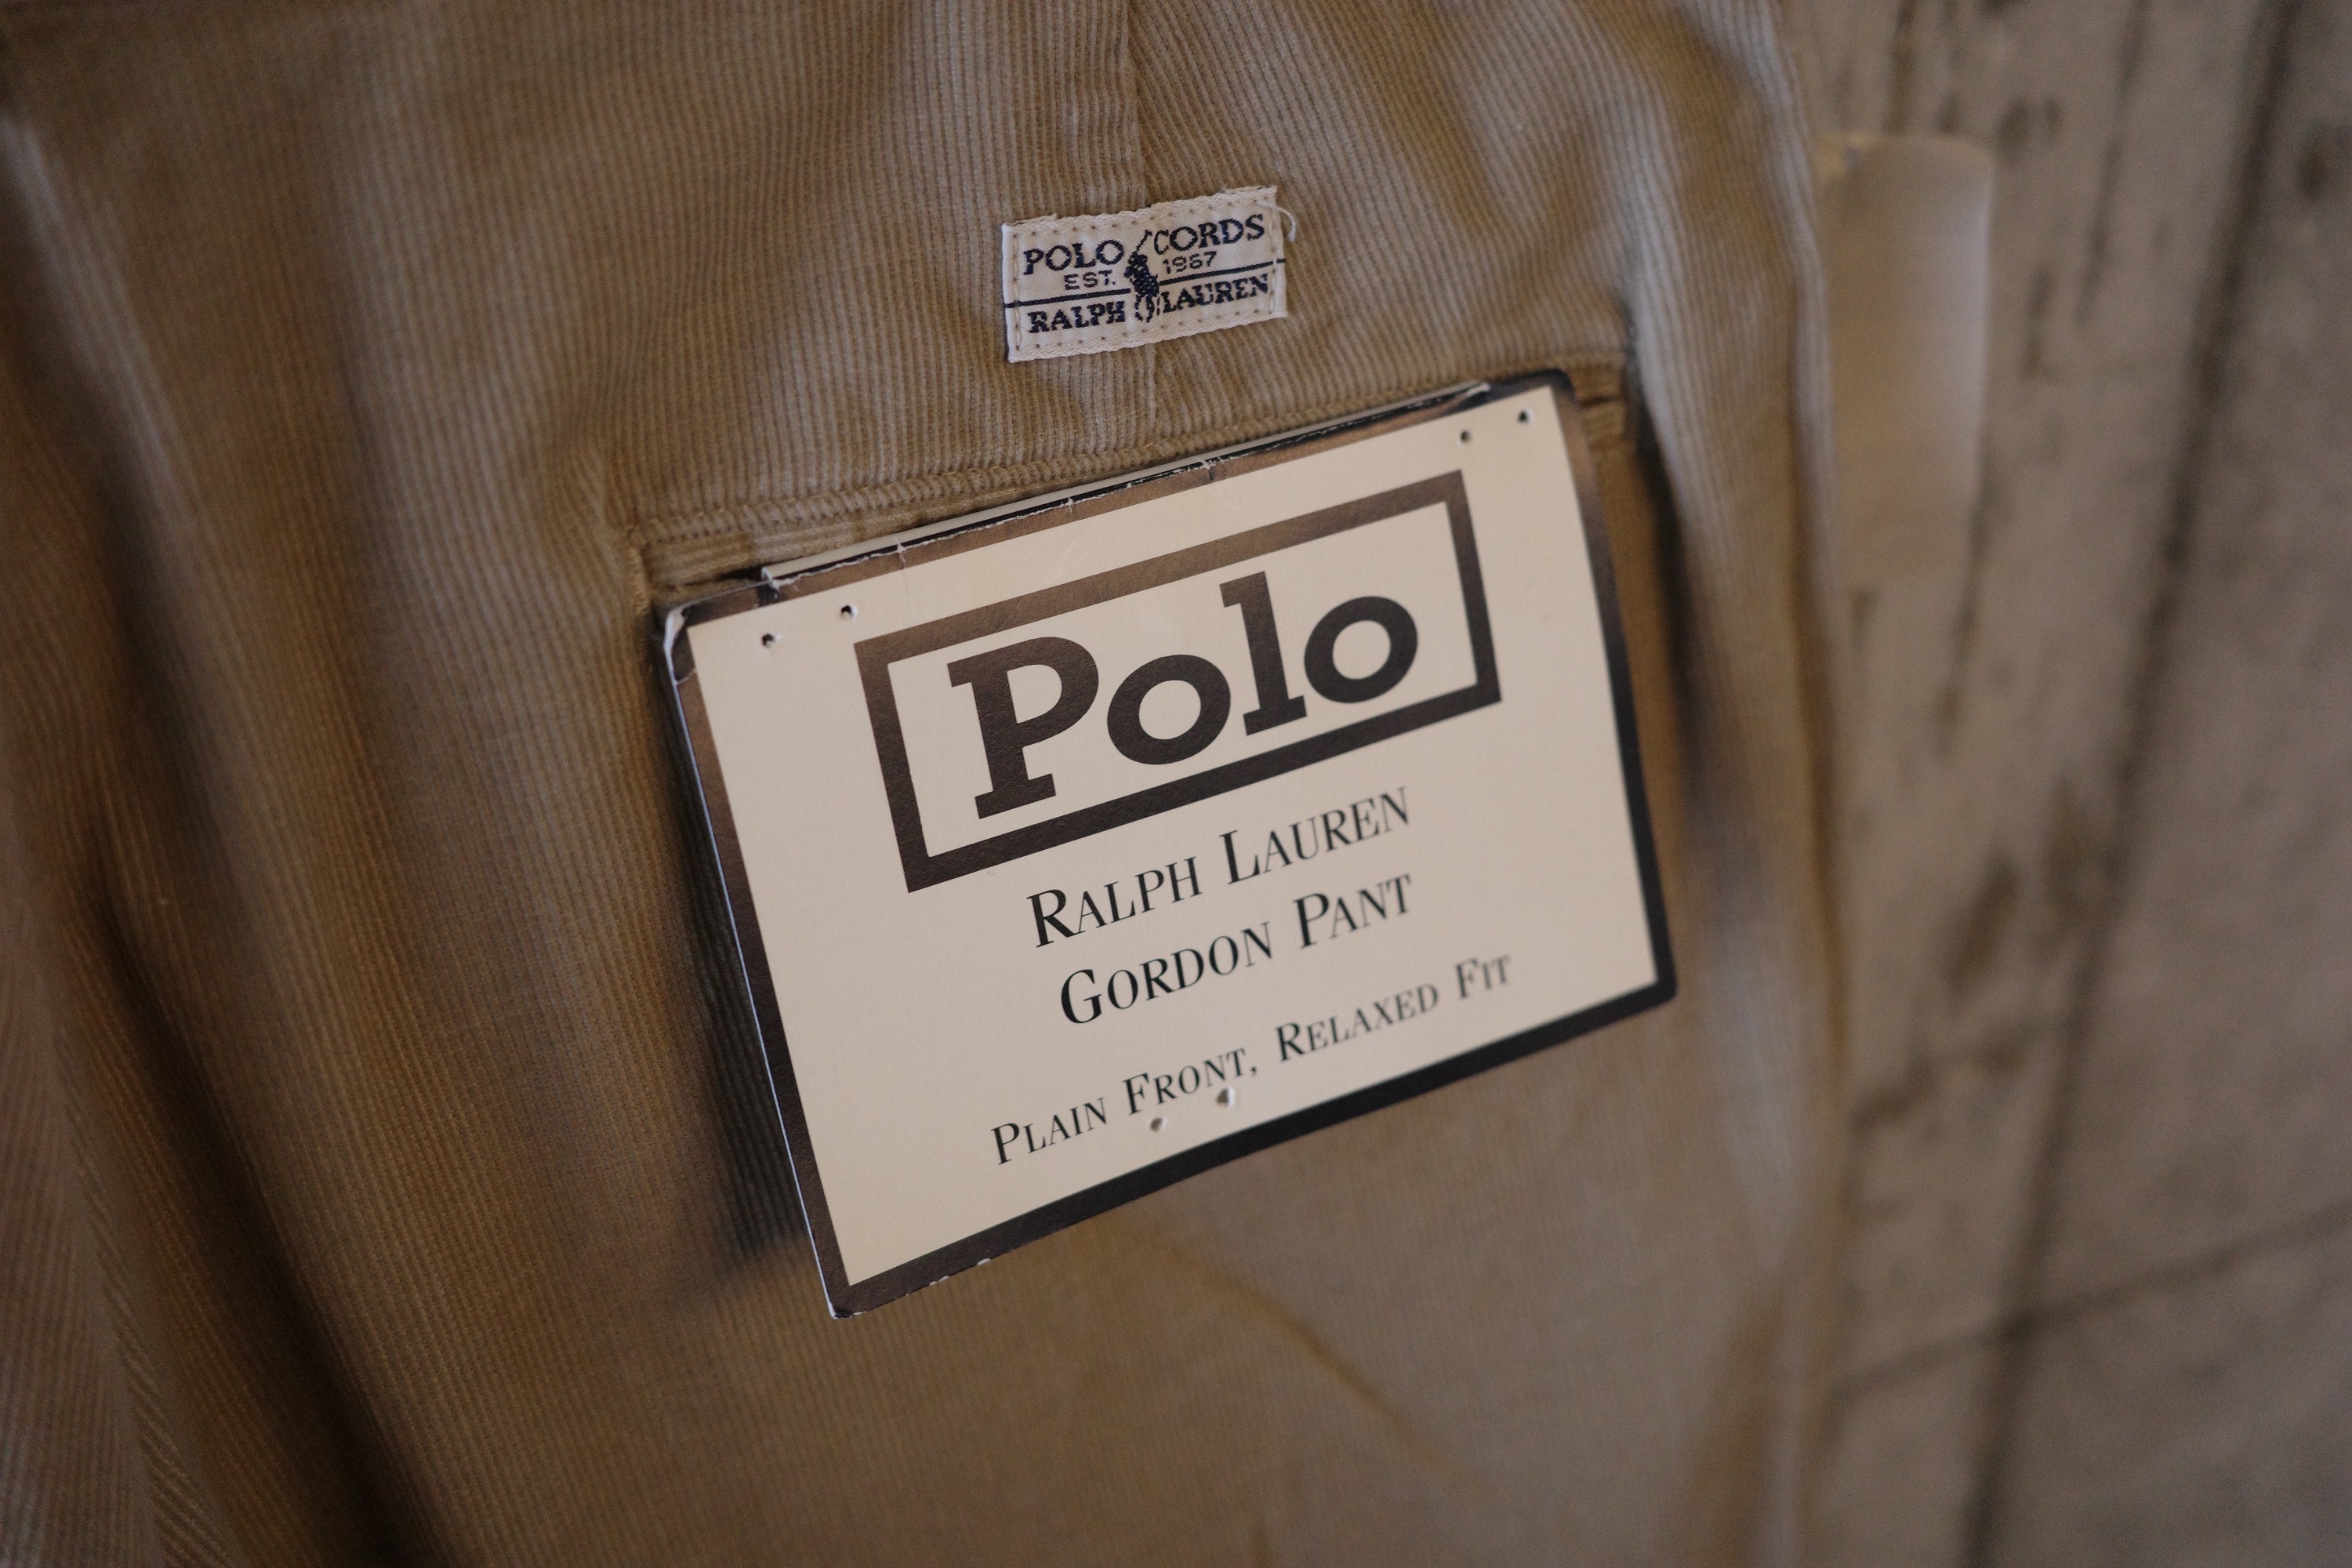 POLO CORDS
EST. 1967
RALPH LAUREN
Polo
RALPH LAUREN
GORDON PANT
PLAIN FRONT, RELAXED FIT